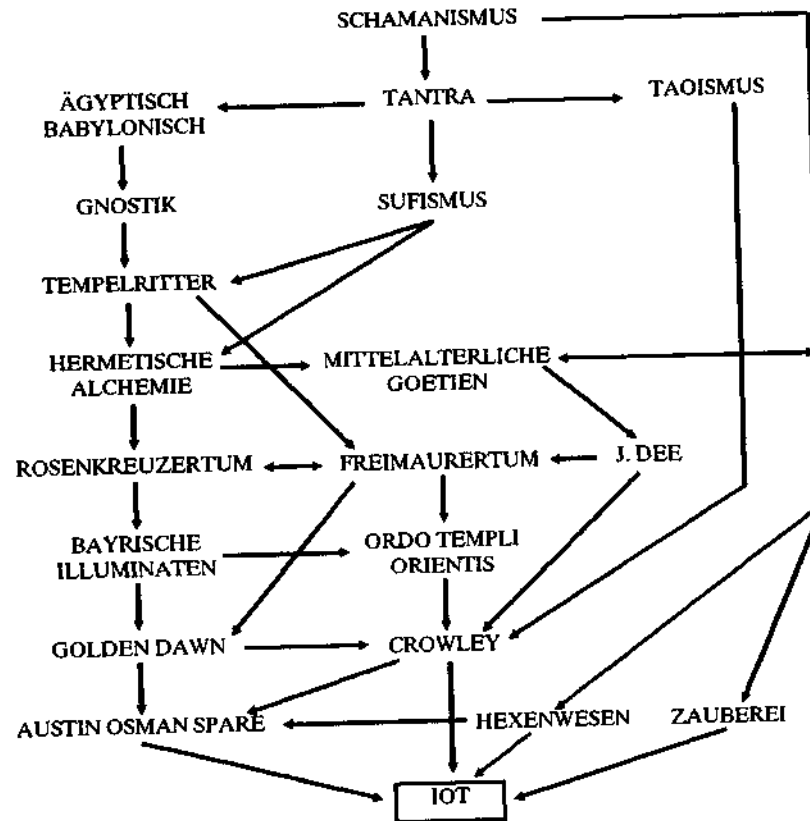 SCHAMANISMUS
ÄGYPTISCH
BABYLONISCH
TANTRA
TAOISMUS
GNOSTIK
SUFISMUS
TEMPELRITTER
HERMETISCHE
ALCHEMIE
MITTELALTERLICHE
GOETIEN
ROSENKREUZERTUM
FREIMAURERTUM
J. DEE
BAYRISCHE
ILLUMINATEN
ORDO TEMPLI
ORIENTIS
GOLDEN DAWN
CROWLEY
AUSTIN OSMAN SPARE
HEXENWESEN
ZAUBEREI
IOT